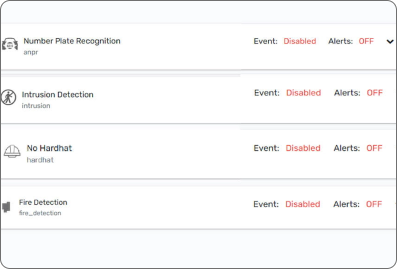 Number Plate Recognition Event: Disabled Alerts: OFF
anpr
Intrusion Detection Event: Disabled Alerts: OFF
intrusion
No Hardhat Event: Disabled Alerts: OFF
hardhat
Fire Detection Event: Disabled Alerts: OFF
fire_detection